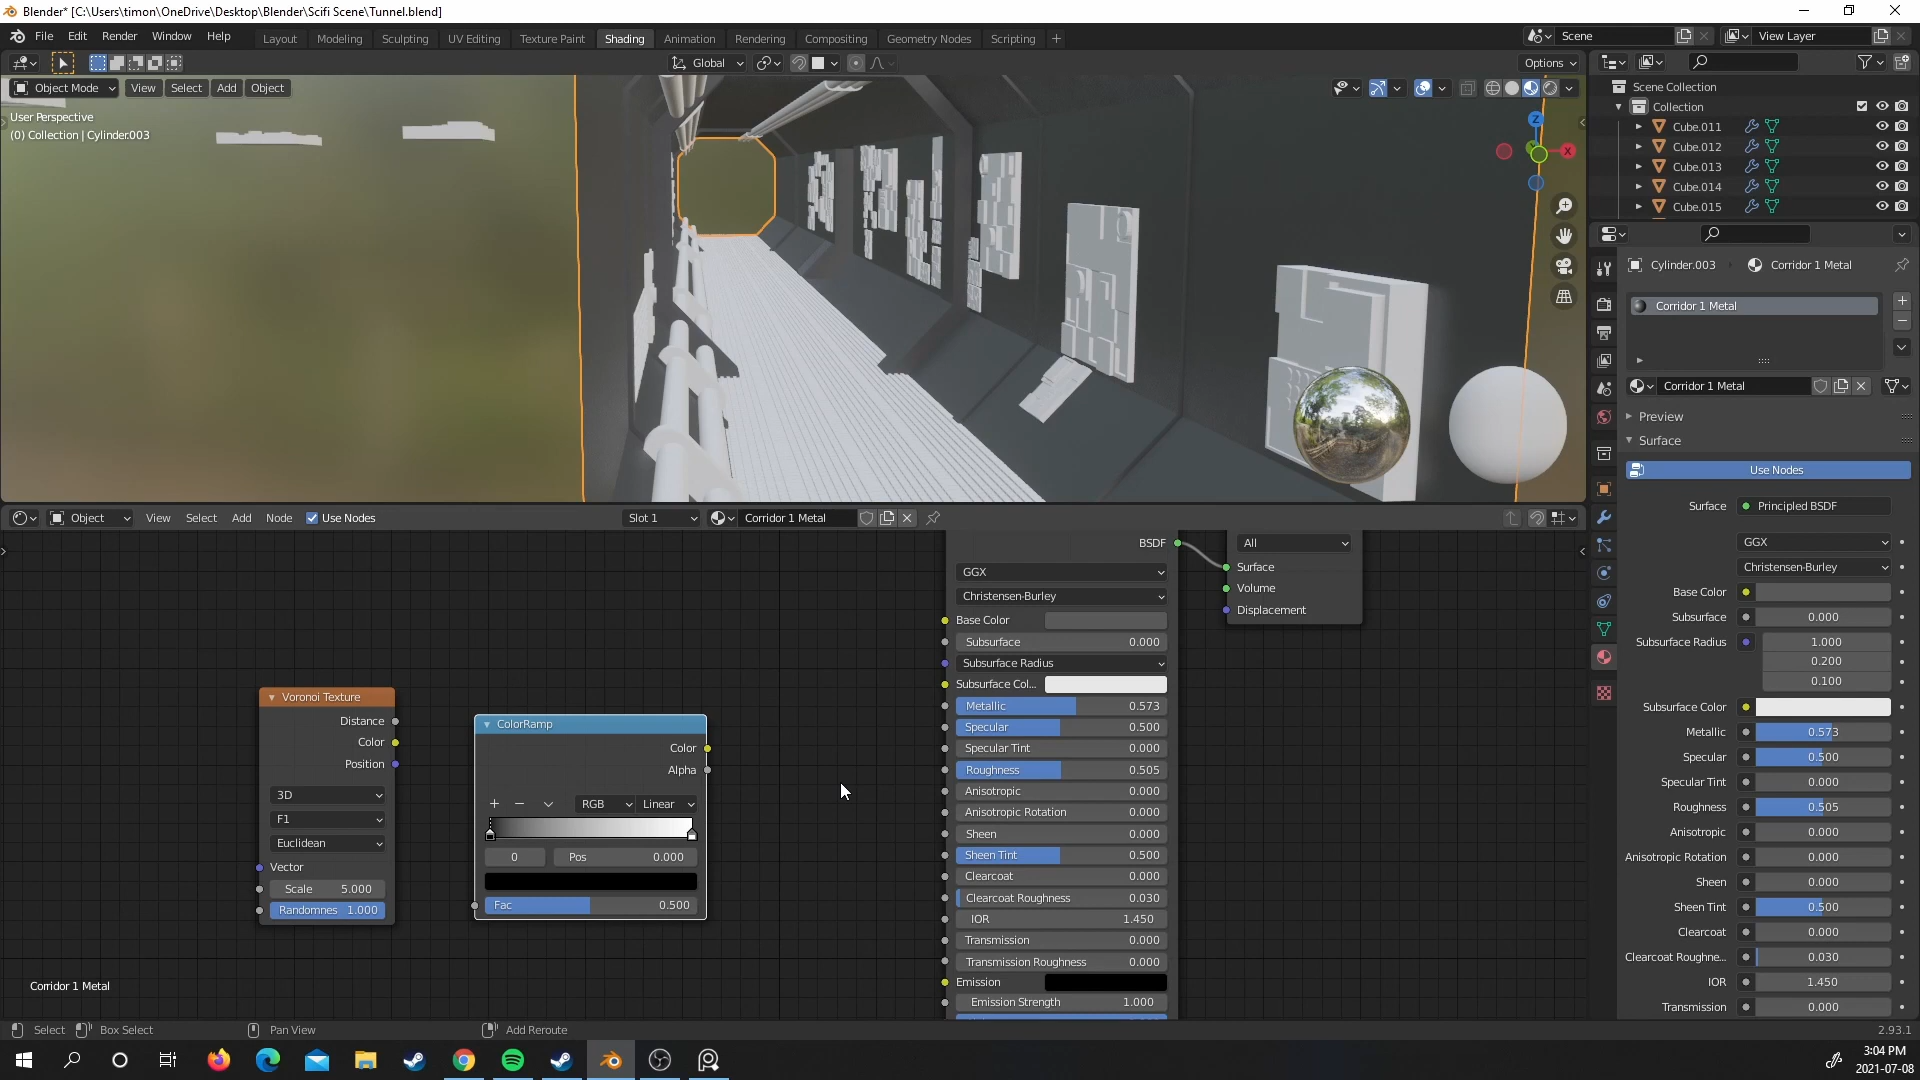 Blender* [C:\Users\timon\OneDrive\Desktop\Blender\Scifi Scene\Tunnel.blend]
File Edit Render Window Help Layout Modeling Sculpting UV Editing Texture Paint Shading Animation Rendering Compositing Geometry Nodes Scripting + Scene View Layer
Global Options
Object Mode View Select Add Object
User Perspective
(0) Collection | Cylinder.003
Z
X
Scene Collection
Collection
Cube.011
Cube.012
Cube.013
Cube.014
Cube.015
Cylinder.003 Corridor 1 Metal
Corridor 1 Metal
Corridor 1 Metal
Preview
Surface
Use Nodes
Surface Principled BSDF
GGX
Christensen-Burley
Base Color
Subsurface 0.000
Subsurface Radius 1.000
0.200
0.100
Subsurface Color
Metallic 0.573
Specular 0.500
Specular Tint 0.000
Roughness 0.505
Anisotropic 0.000
Anisotropic Rotation 0.000
Sheen 0.000
Sheen Tint 0.500
Clearcoat 0.000
Clearcoat Roughne... 0.030
IOR 1.450
Transmission 0.000
Object View Select Add Node Use Nodes Slot 1 Corridor 1 Metal
Voronoi Texture
Distance
Color
Position
3D
F1
Euclidean
Vector
Scale 5.000
Randomnes 1.000
ColorRamp
Color
Alpha
+ − RGB Linear
0 Pos 0.000
Fac 0.500
BSDF
GGX
Christensen-Burley
Base Color
Subsurface 0.000
Subsurface Radius
Subsurface Col...
Metallic 0.573
Specular 0.500
Specular Tint 0.000
Roughness 0.505
Anisotropic 0.000
Anisotropic Rotation 0.000
Sheen 0.000
Sheen Tint 0.500
Clearcoat 0.000
Clearcoat Roughness 0.030
IOR 1.450
Transmission 0.000
Transmission Roughness 0.000
Emission
Emission Strength 1.000
All
Surface
Volume
Displacement
Corridor 1 Metal
Select Box Select Pan View Add Reroute 2.93.1
3:04 PM
2021-07-08